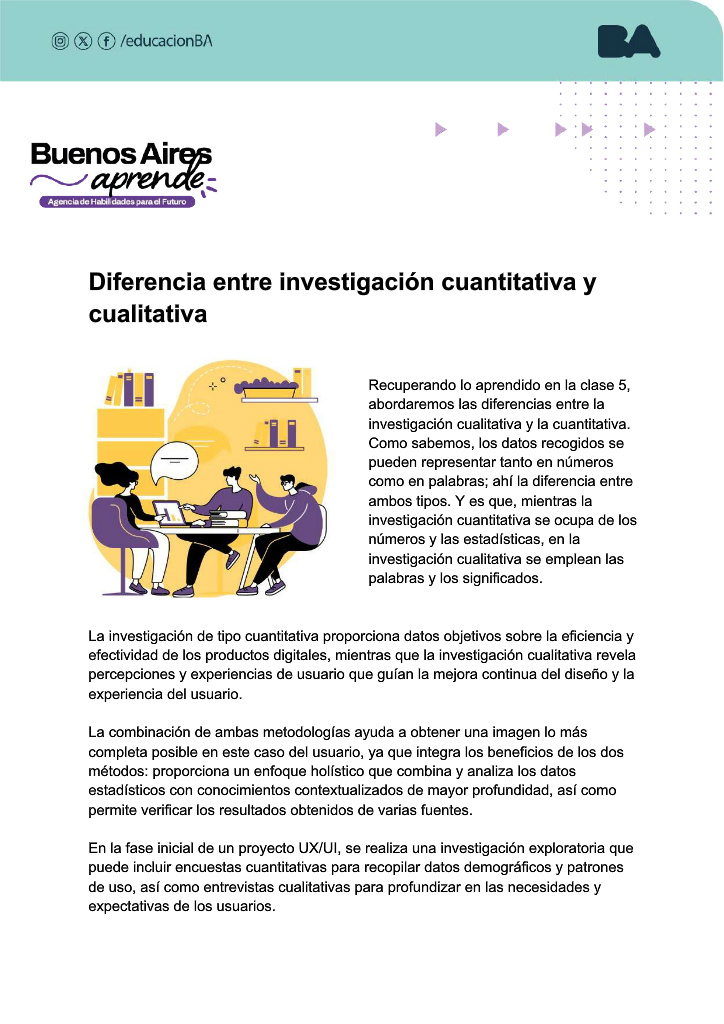 /educacionBA
BA
Buenos Aires
aprende
Agencia de Habilidades para el Futuro
Diferencia entre investigación cuantitativa y
cualitativa
Recuperando lo aprendido en la clase 5,
abordaremos las diferencias entre la
investigación cualitativa y la cuantitativa.
Como sabemos, los datos recogidos se
pueden representar tanto en números
como en palabras; ahí la diferencia entre
ambos tipos. Y es que, mientras la
investigación cuantitativa se ocupa de los
números y las estadísticas, en la
investigación cualitativa se emplean las
palabras y los significados.
La investigación de tipo cuantitativa proporciona datos objetivos sobre la eficiencia y
efectividad de los productos digitales, mientras que la investigación cualitativa revela
percepciones y experiencias de usuario que guían la mejora continua del diseño y la
experiencia del usuario.
La combinación de ambas metodologías ayuda a obtener una imagen lo más
completa posible en este caso del usuario, ya que integra los beneficios de los dos
métodos: proporciona un enfoque holístico que combina y analiza los datos
estadísticos con conocimientos contextualizados de mayor profundidad, así como
permite verificar los resultados obtenidos de varias fuentes.
En la fase inicial de un proyecto UX/UI, se realiza una investigación exploratoria que
puede incluir encuestas cuantitativas para recopilar datos demográficos y patrones
de uso, así como entrevistas cualitativas para profundizar en las necesidades y
expectativas de los usuarios.